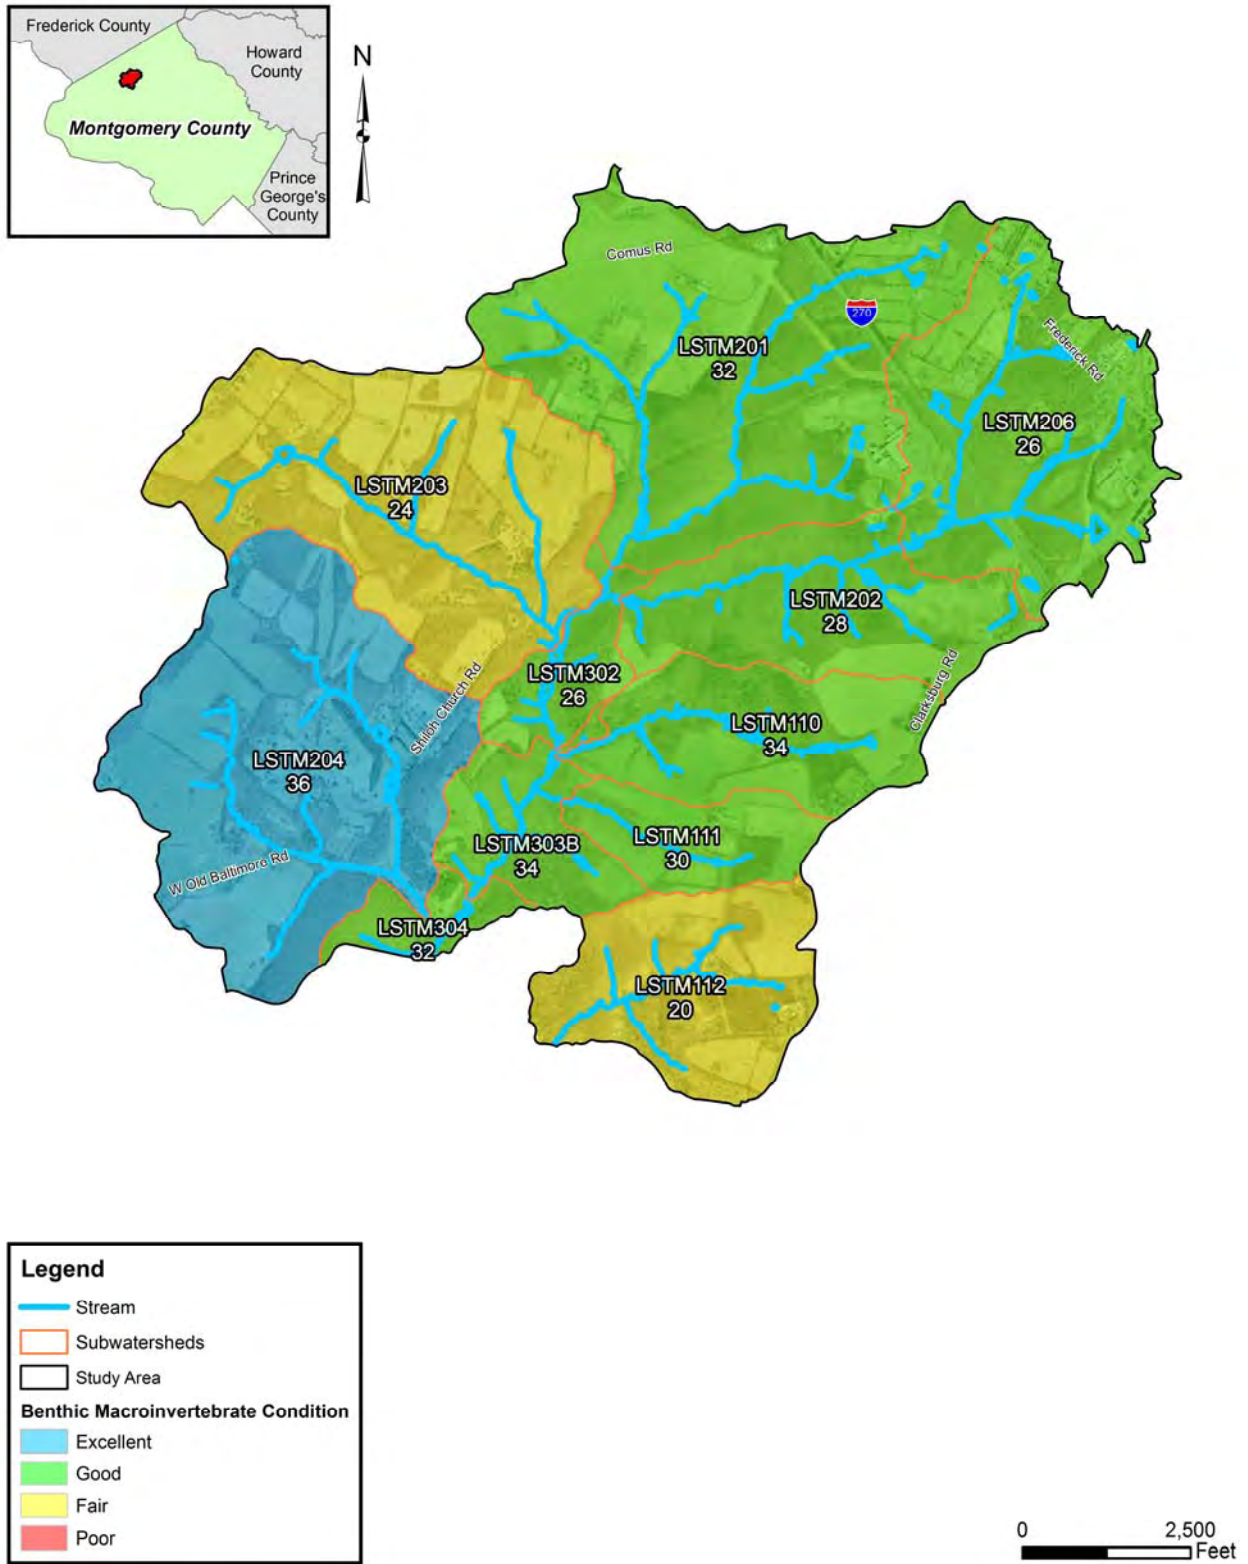 Frederick County
Howard
County
Montgomery County
Prince
George's
County
N
Comus Rd
270
LSTM201
32
Frederick Rd
LSTM206
26
LSTM203
24
LSTM202
28
LSTM302
26
Shiloh Church Rd
Clarksburg Rd
LSTM110
34
LSTM204
36
LSTM111
30
LSTM303B
34
W Old Baltimore Rd
LSTM304
32
LSTM112
20
Legend
Stream
Subwatersheds
Study Area
Benthic Macroinvertebrate Condition
Excellent
Good
Fair
Poor
0 2,500
Feet